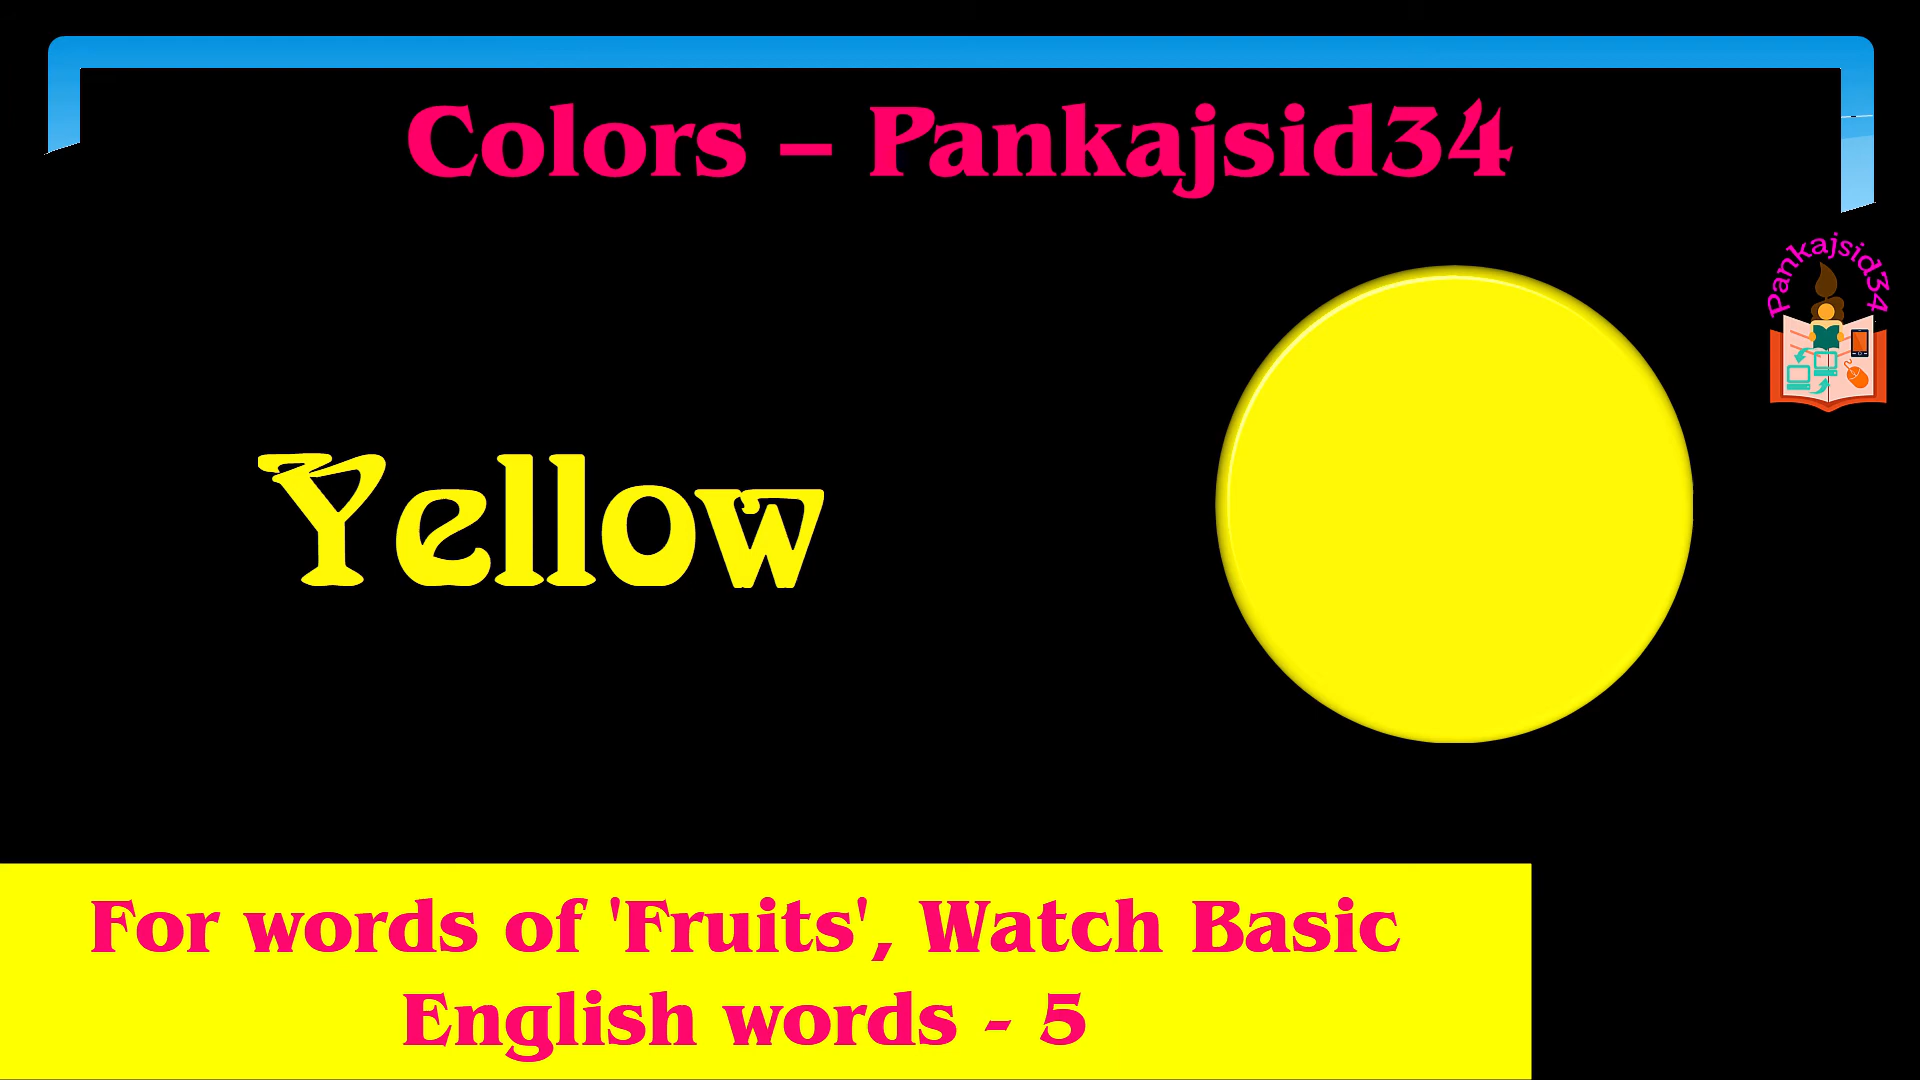 Colors – Pankajsid34
Pankajsid34
Yellow
For words of 'Fruits', Watch Basic
English words - 5